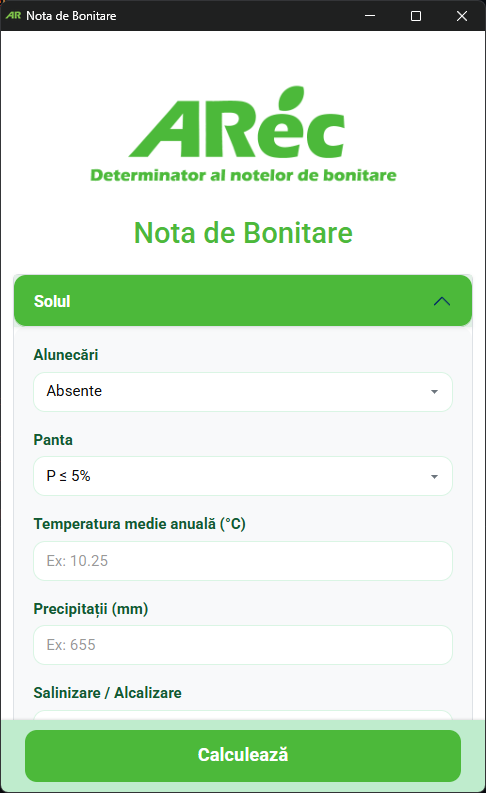 AR Nota de Bonitare
ARéc
Determinator al notelor de bonitare
Nota de Bonitare
Solul
Alunecări
Absente
Panta
P ≤ 5%
Temperatura medie anuală (°C)
Ex: 10.25
Precipitații (mm)
Ex: 655
Salinizare / Alcalizare
Calculează